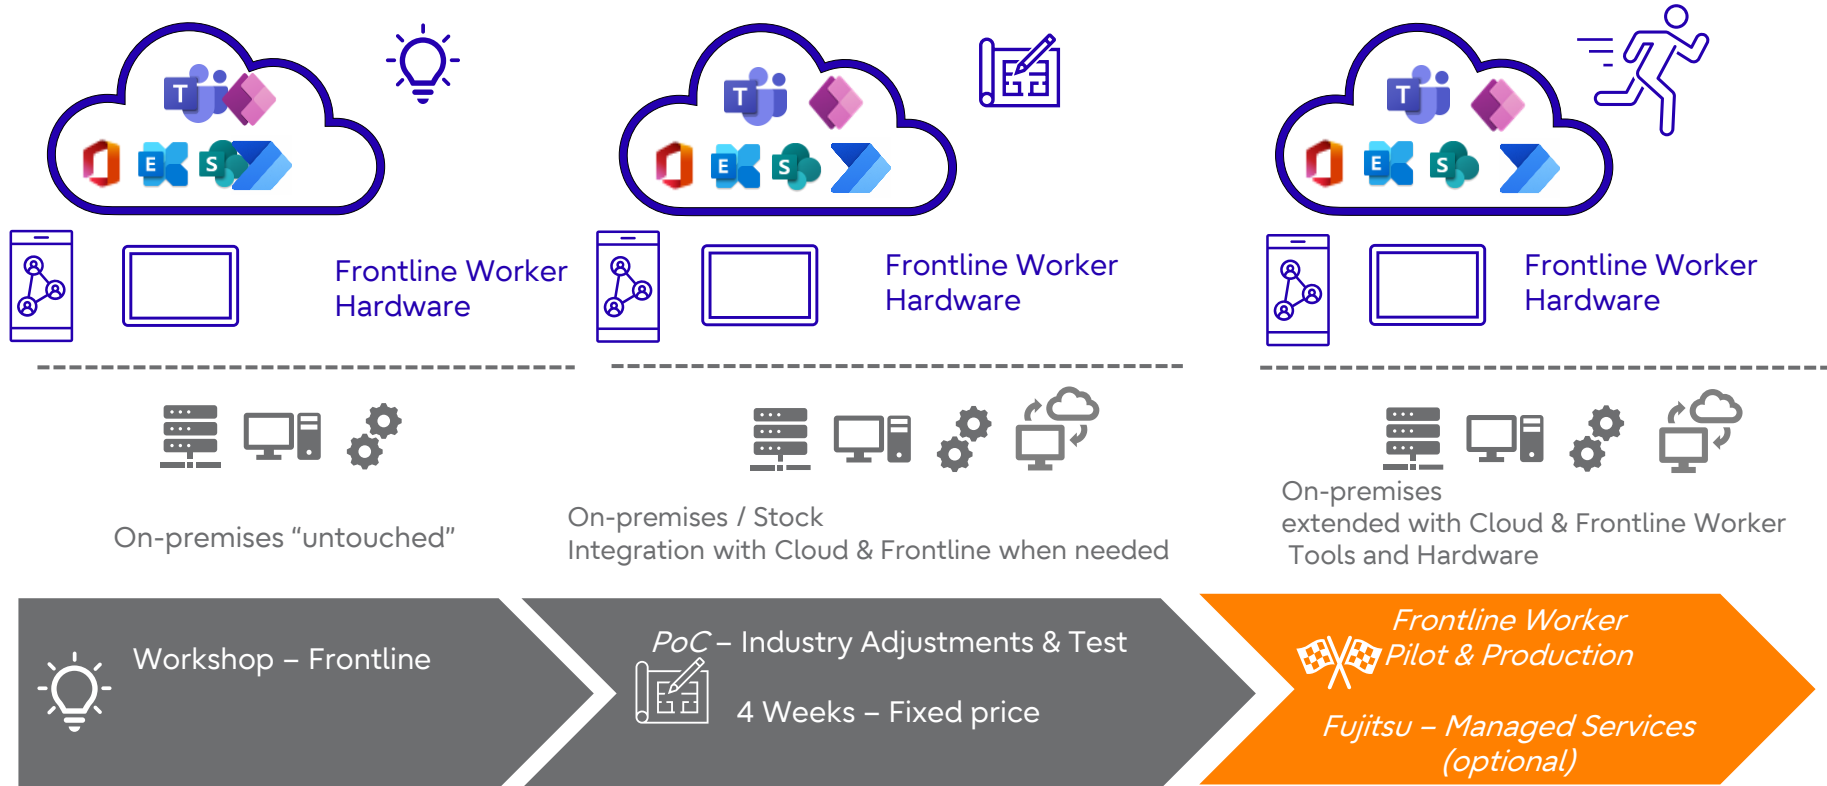 T
E
S
Frontline Worker
Hardware
On-premises “untouched”
Workshop – Frontline
T
E
S
Frontline Worker
Hardware
On-premises / Stock
Integration with Cloud & Frontline when needed
PoC – Industry Adjustments & Test
4 Weeks – Fixed price
T
E
S
Frontline Worker
Hardware
On-premises
extended with Cloud & Frontline Worker
Tools and Hardware
Frontline Worker
Pilot & Production
Fujitsu – Managed Services
(optional)